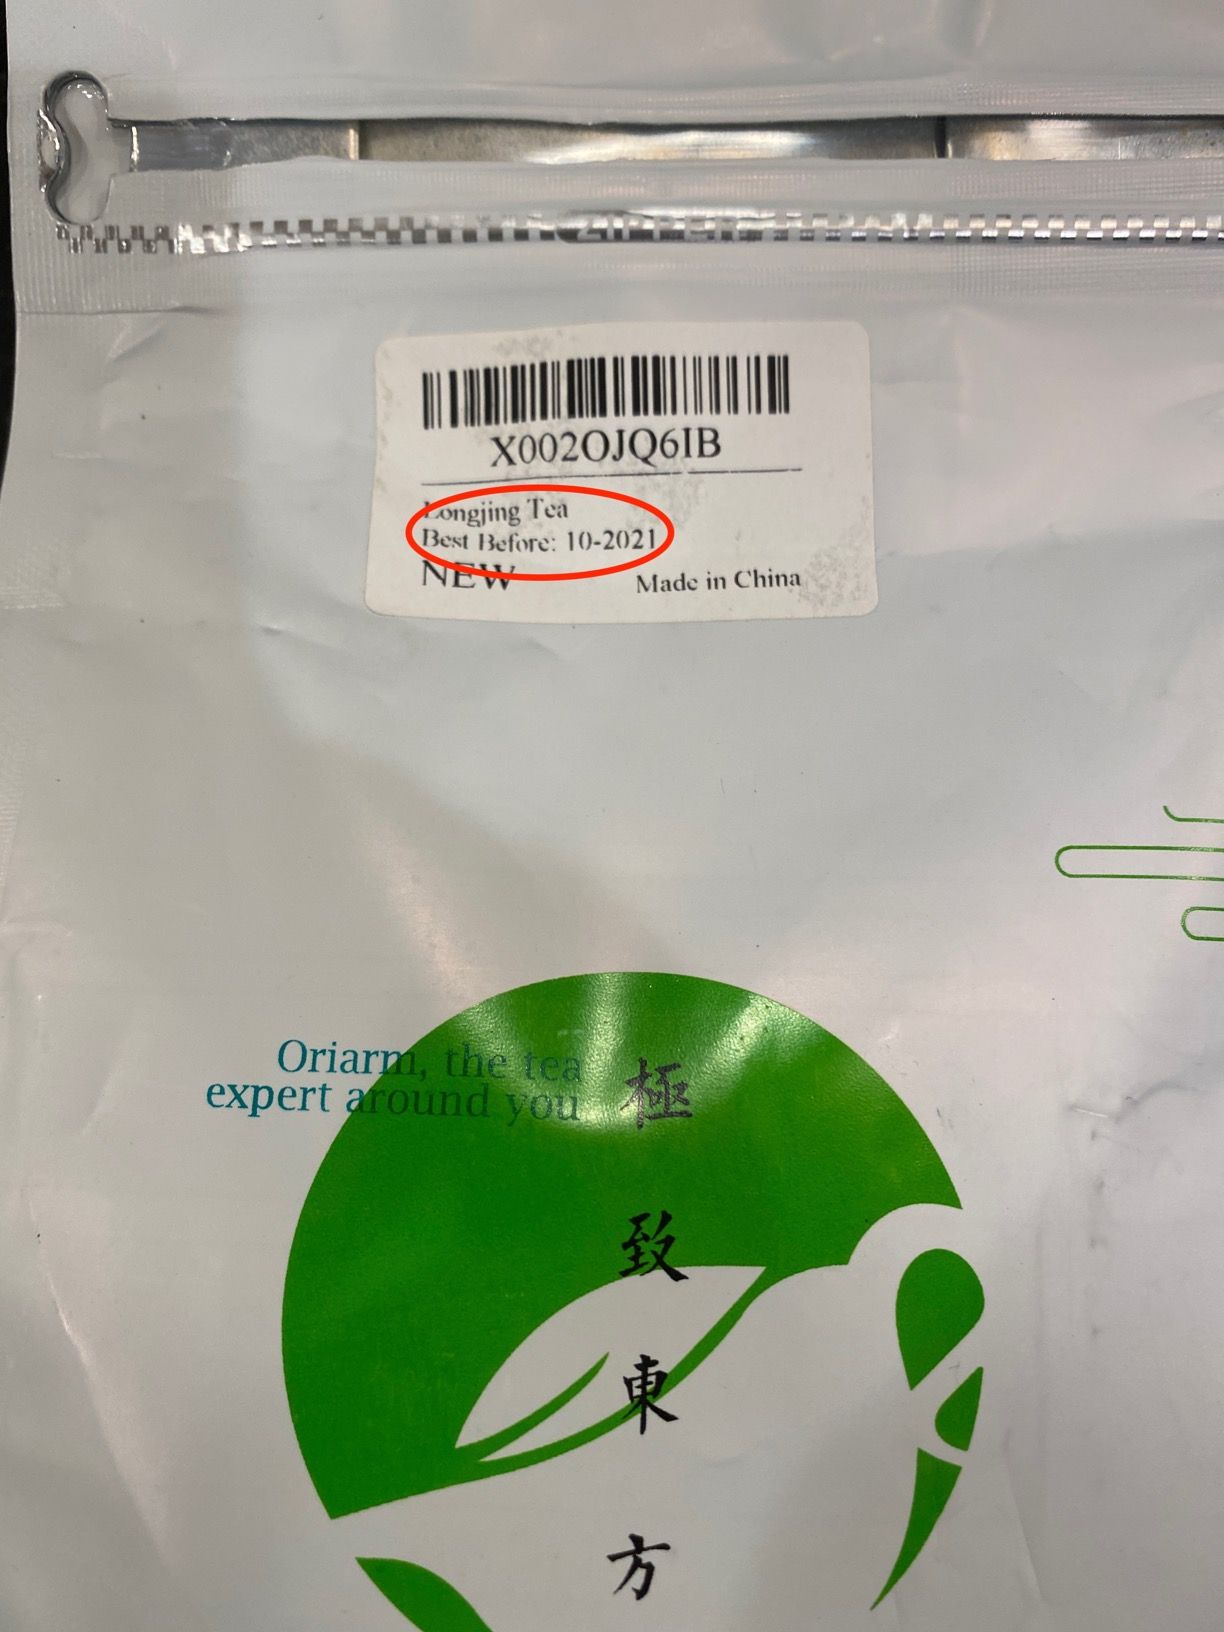 X002OJQ6IB
Longjing Tea
Best Before: 10-2021
NEW
Made in China
Oriarm, the tea
expert around you
極
致
東
方